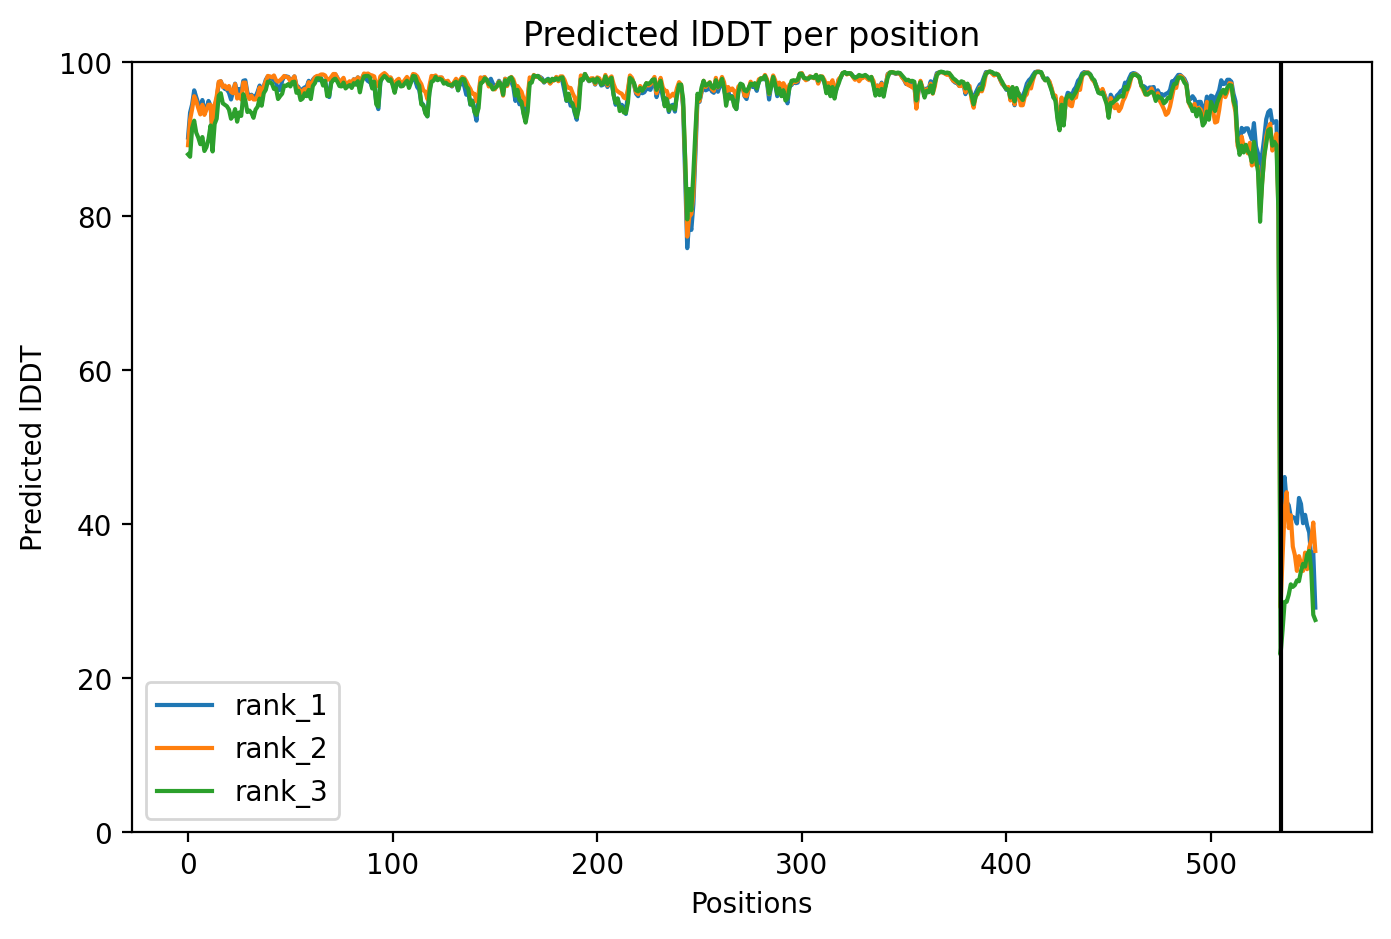 Predicted lDDT per position
100
80
60
40
20
0
Predicted lDDT
rank_1
rank_2
rank_3
0 100 200 300 400 500
Positions